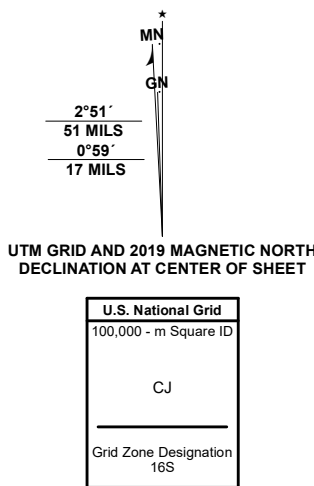 ★
MN
GN
2°51´
51 MILS
0°59´
17 MILS
UTM GRID AND 2019 MAGNETIC NORTH
DECLINATION AT CENTER OF SHEET
U.S. National Grid
100,000 - m Square ID
CJ
Grid Zone Designation
16S